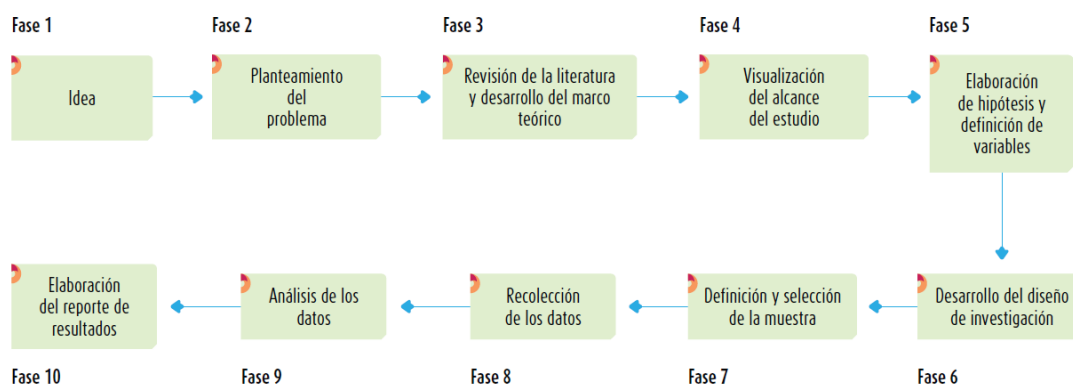 Fase 1
Idea
Fase 2
Planteamiento
del
problema
Fase 3
Revisión de la literatura
y desarrollo del marco
teórico
Fase 4
Visualización
del alcance
del estudio
Fase 5
Elaboración
de hipótesis y
definición de
variables
Desarrollo del diseño
de investigación
Fase 6
Definición y selección
de la muestra
Fase 7
Recolección
de los datos
Fase 8
Análisis de los
datos
Fase 9
Elaboración
del reporte de
resultados
Fase 10